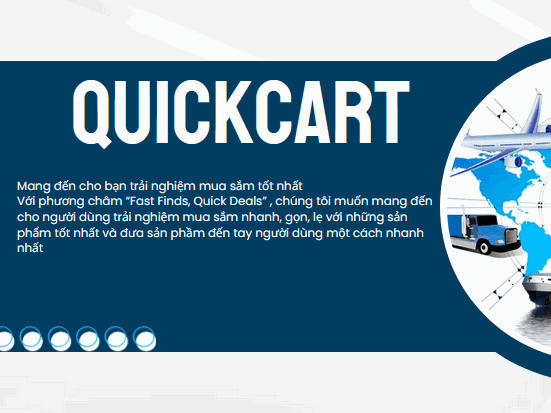 QUICKCART
Mang đến cho bạn trải nghiệm mua sắm tốt nhất
Với phương châm “Fast Finds, Quick Deals” , chúng tôi muốn mang đến
cho người dùng trải nghiệm mua sắm nhanh, gọn, lẹ với những sản
phẩm tốt nhất và đưa sản phầm đến tay người dùng một cách nhanh
nhất